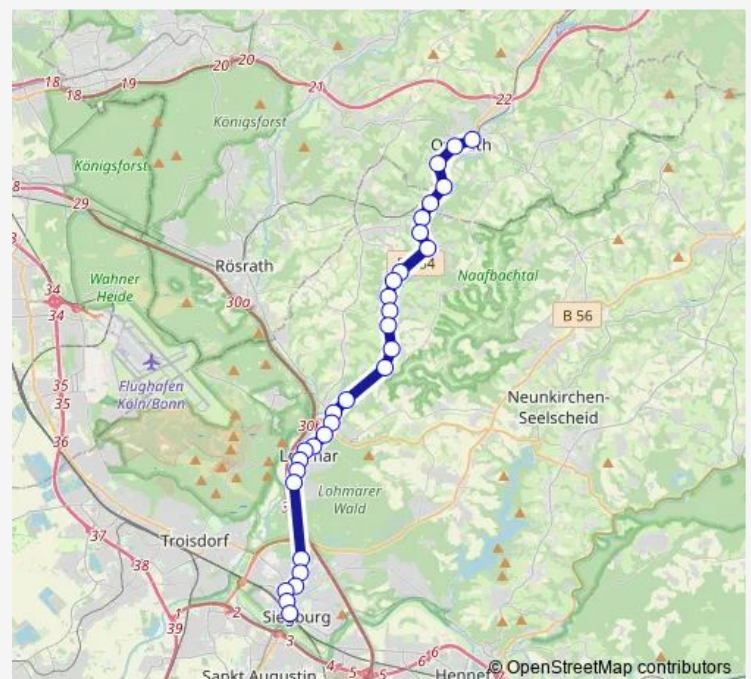 20
20
18
19
18
21
22
Königsforst
Königsforst
29
Rösrath
Naafbachtal
34
34
Wahner
Heide
30a
B 56
Flughafen
Köln/Bonn
35
35
36
Neunkirchen-
Seelscheid
Lohmarer
Wald
Troisdorf
37
38
1
2
39
Siegburg
3
Sankt Augustin
4
5
5
6
6
© OpenStreetMap contributors